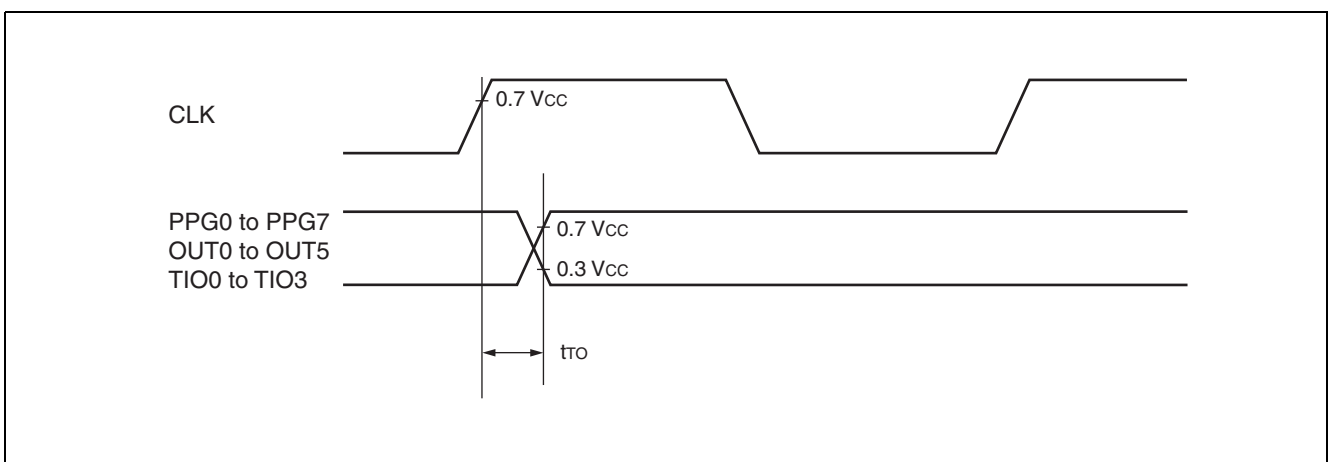 CLK
0.7 Vcc
PPG0 to PPG7
OUT0 to OUT5
TIO0 to TIO3
0.7 Vcc
0.3 Vcc
tTO